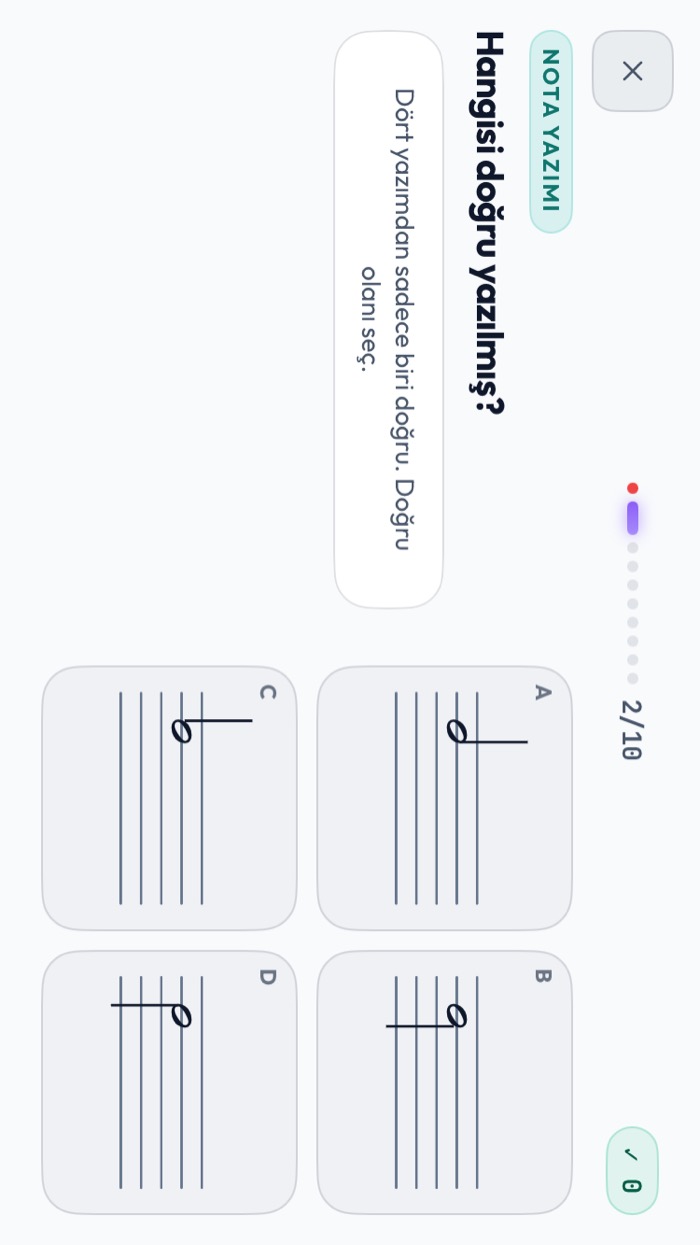 2/10
✓ 0
NOTA YAZIMI
Hangisi doğru yazılmış?
Dört yazımdan sadece biri doğru. Doğru
olanı seç.
A
B
C
D